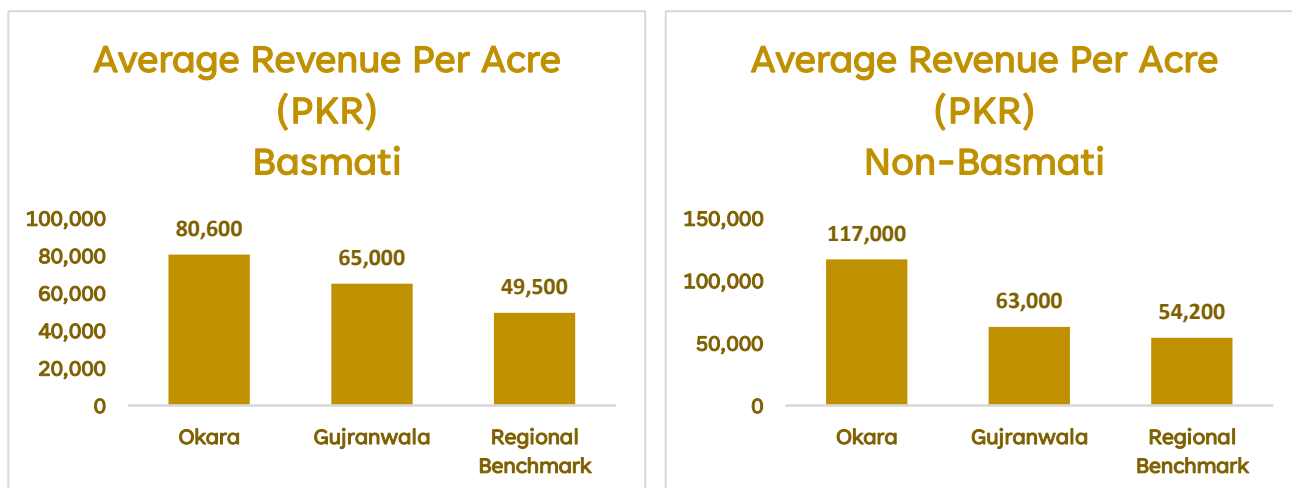 Average Revenue Per Acre
(PKR)
Basmati
100,000
80,000
60,000
40,000
20,000
0
80,600
65,000
49,500
Okara
Gujranwala
Regional
Benchmark
Average Revenue Per Acre
(PKR)
Non-Basmati
150,000
100,000
50,000
0
117,000
63,000
54,200
Okara
Gujranwala
Regional
Benchmark